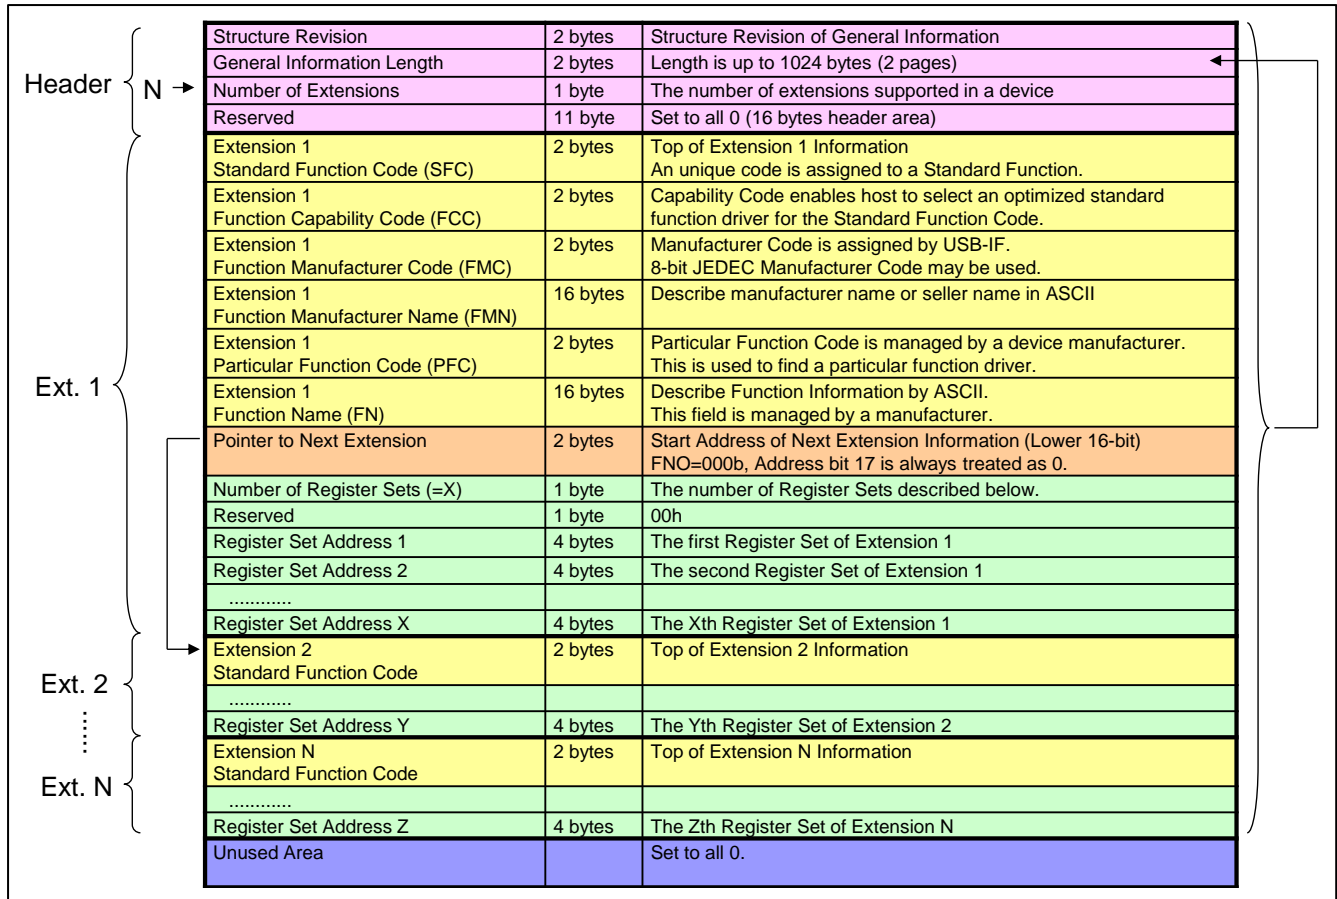 Structure Revision 2 bytes Structure Revision of General Information
General Information Length 2 bytes Length is up to 1024 bytes (2 pages)
Header
N
Number of Extensions 1 byte The number of extensions supported in a device
Reserved 11 byte Set to all 0 (16 bytes header area)
Extension 1 2 bytes Top of Extension 1 Information
Standard Function Code (SFC) An unique code is assigned to a Standard Function.
Extension 1 2 bytes Capability Code enables host to select an optimized standard
Function Capability Code (FCC) function driver for the Standard Function Code.
Extension 1 2 bytes Manufacturer Code is assigned by USB-IF.
Function Manufacturer Code (FMC) 8-bit JEDEC Manufacturer Code may be used.
Extension 1 16 bytes Describe manufacturer name or seller name in ASCII
Function Manufacturer Name (FMN)
Extension 1 2 bytes Particular Function Code is managed by a device manufacturer.
Particular Function Code (PFC) This is used to find a particular function driver.
Ext. 1
Extension 1 16 bytes Describe Function Information by ASCII.
Function Name (FN) This field is managed by a manufacturer.
Pointer to Next Extension 2 bytes Start Address of Next Extension Information (Lower 16-bit)
FNO=000b, Address bit 17 is always treated as 0.
Number of Register Sets (=X) 1 byte The number of Register Sets described below.
Reserved 1 byte 00h
Register Set Address 1 4 bytes The first Register Set of Extension 1
Register Set Address 2 4 bytes The second Register Set of Extension 1
............
Register Set Address X 4 bytes The Xth Register Set of Extension 1
Extension 2 2 bytes Top of Extension 2 Information
Standard Function Code
Ext. 2
............
Register Set Address Y 4 bytes The Yth Register Set of Extension 2
Extension N 2 bytes Top of Extension N Information
Standard Function Code
Ext. N
............
Register Set Address Z 4 bytes The Zth Register Set of Extension N
Unused Area Set to all 0.